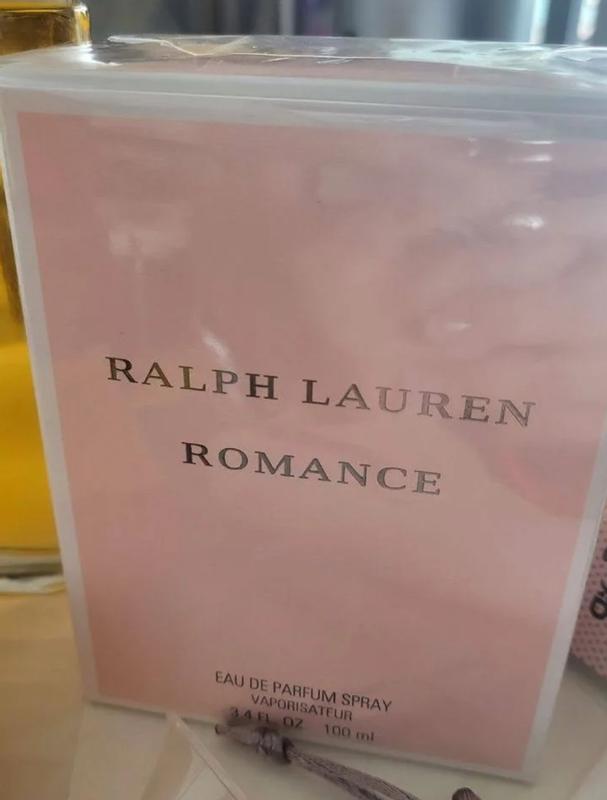 RALPH LAUREN
ROMANCE
EAU DE PARFUM SPRAY
VAPORISATEUR
3.4 FL. OZ 100 ml